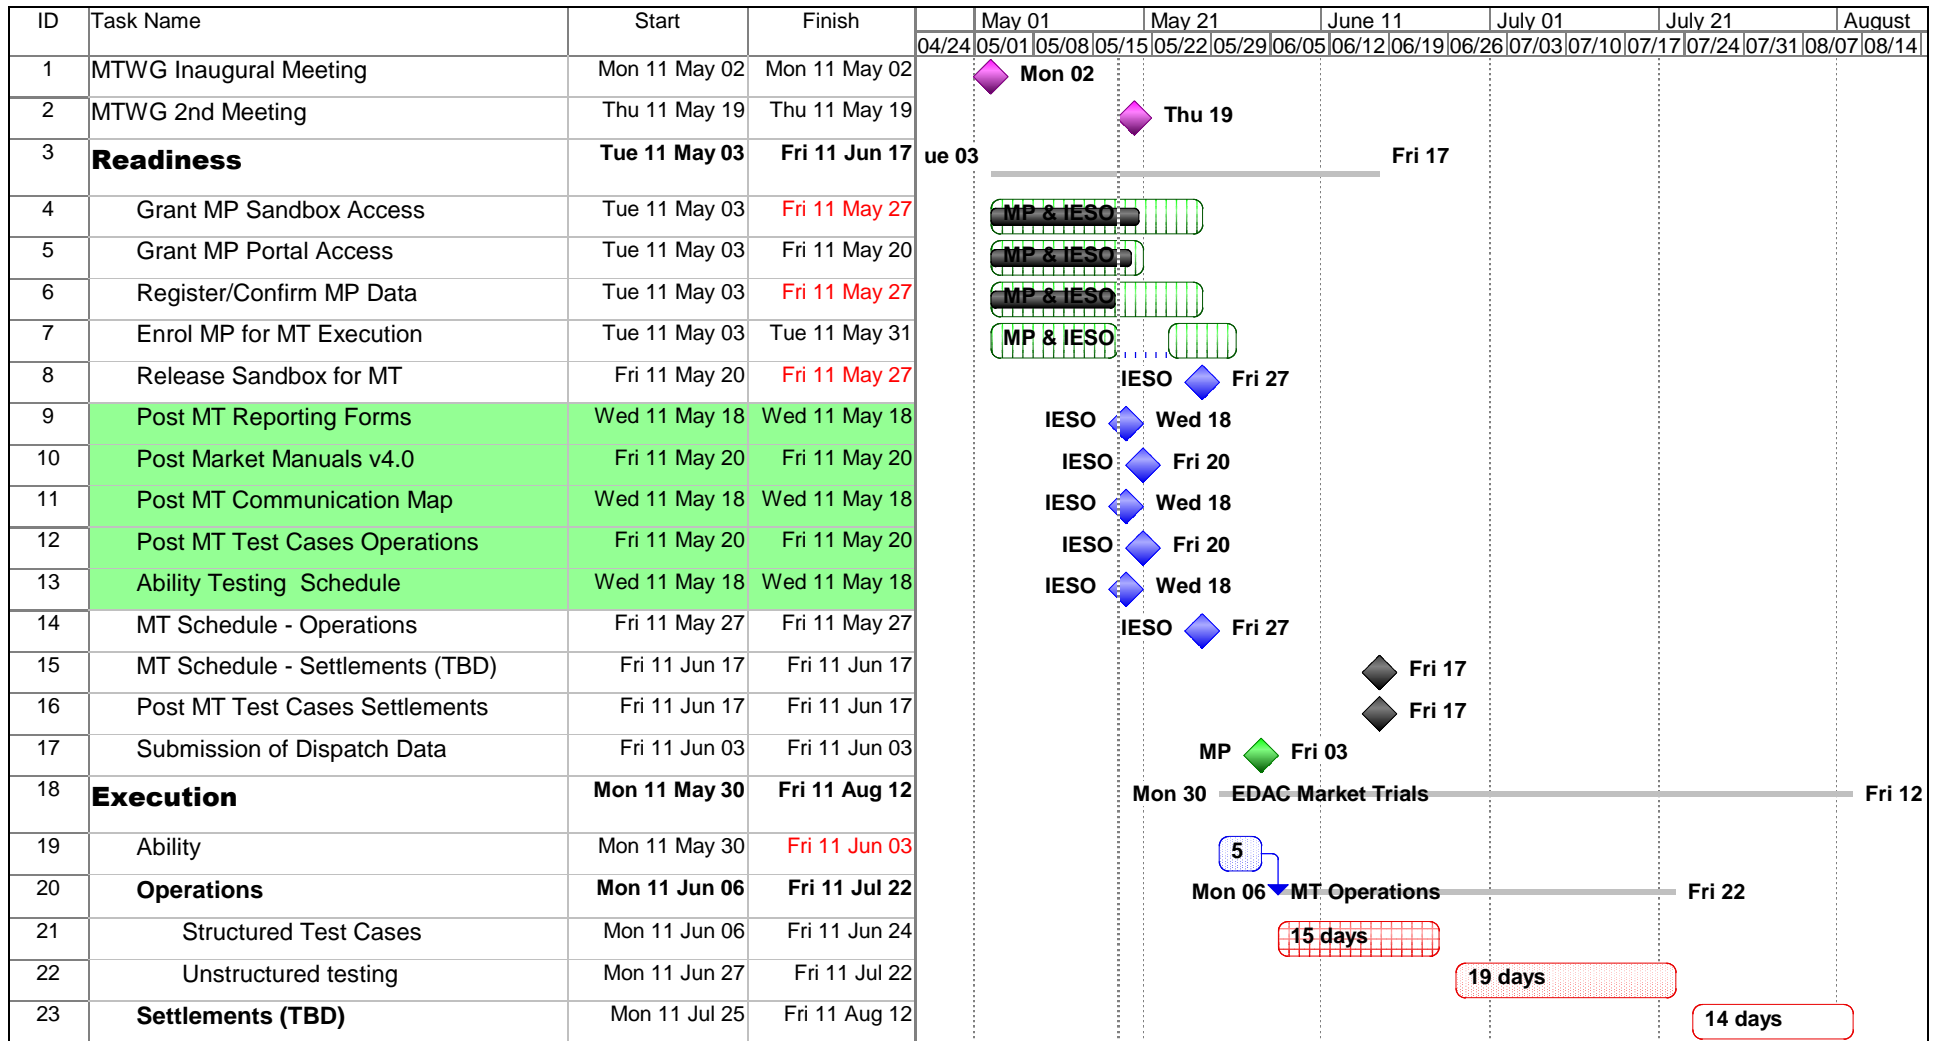 ID Task Name Start Finish May 01 May 21 June 11 July 01 July 21 August
04/24 05/01 05/08 05/15 05/22 05/29 06/05 06/12 06/19 06/26 07/03 07/10 07/17 07/24 07/31 08/07 08/14
1 MTWG Inaugural Meeting Mon 11 May 02 Mon 11 May 02 Mon 02
2 MTWG 2nd Meeting Thu 11 May 19 Thu 11 May 19 Thu 19
3 Readiness Tue 11 May 03 Fri 11 Jun 17 ue 03 Fri 17
4 Grant MP Sandbox Access Tue 11 May 03 Fri 11 May 27 MP & IESO
5 Grant MP Portal Access Tue 11 May 03 Fri 11 May 20 MP & IESO
6 Register/Confirm MP Data Tue 11 May 03 Fri 11 May 27 MP & IESO
7 Enrol MP for MT Execution Tue 11 May 03 Tue 11 May 31 MP & IESO
8 Release Sandbox for MT Fri 11 May 20 Fri 11 May 27 IESO Fri 27
9 Post MT Reporting Forms Wed 11 May 18 Wed 11 May 18 IESO Wed 18
10 Post Market Manuals v4.0 Fri 11 May 20 Fri 11 May 20 IESO Fri 20
11 Post MT Communication Map Wed 11 May 18 Wed 11 May 18 IESO Wed 18
12 Post MT Test Cases Operations Fri 11 May 20 Fri 11 May 20 IESO Fri 20
13 Ability Testing Schedule Wed 11 May 18 Wed 11 May 18 IESO Wed 18
14 MT Schedule - Operations Fri 11 May 27 Fri 11 May 27 IESO Fri 27
15 MT Schedule - Settlements (TBD) Fri 11 Jun 17 Fri 11 Jun 17 Fri 17
16 Post MT Test Cases Settlements Fri 11 Jun 17 Fri 11 Jun 17 Fri 17
17 Submission of Dispatch Data Fri 11 Jun 03 Fri 11 Jun 03 MP Fri 03
18 Execution Mon 11 May 30 Fri 11 Aug 12 Mon 30 EDAC Market Trials Fri 12
19 Ability Mon 11 May 30 Fri 11 Jun 03 5
20 Operations Mon 11 Jun 06 Fri 11 Jul 22 Mon 06 MT Operations Fri 22
21 Structured Test Cases Mon 11 Jun 06 Fri 11 Jun 24 15 days
22 Unstructured testing Mon 11 Jun 27 Fri 11 Jul 22 19 days
23 Settlements (TBD) Mon 11 Jul 25 Fri 11 Aug 12 14 days